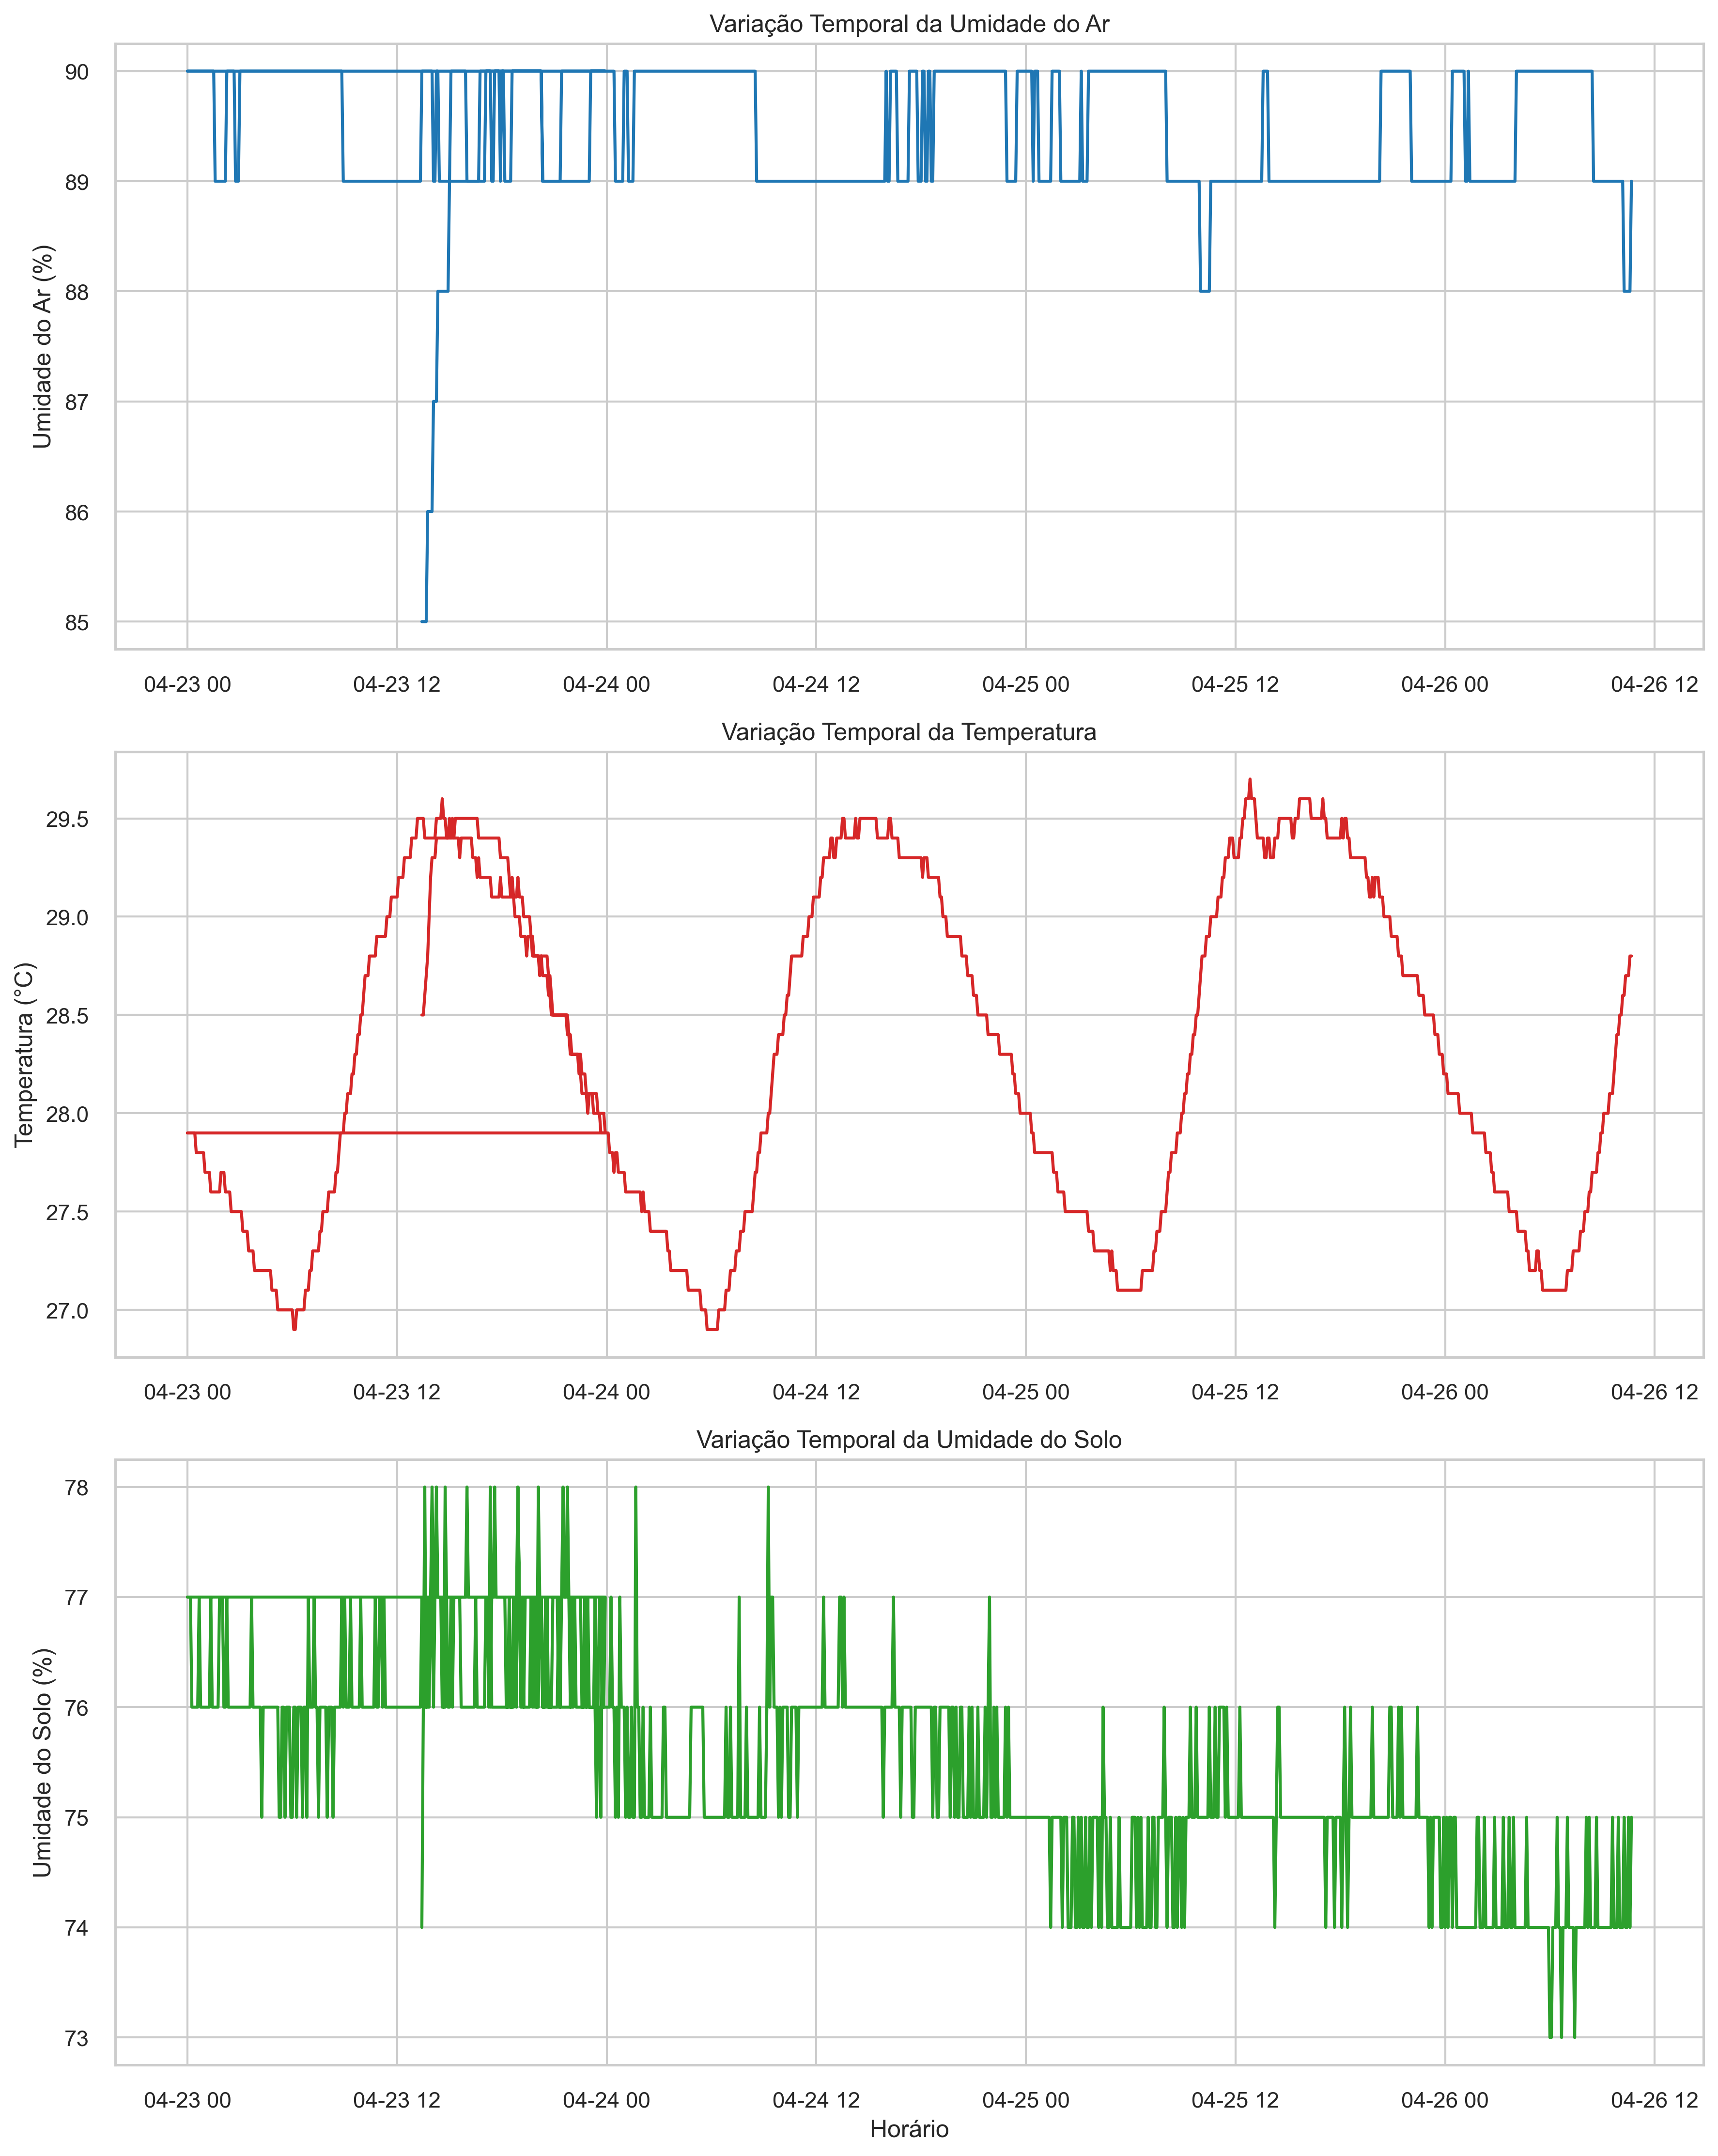 Variação Temporal da Umidade do Ar
Umidade do Ar (%)
90
89
88
87
86
85
04-23 00 04-23 12 04-24 00 04-24 12 04-25 00 04-25 12 04-26 00 04-26 12
Variação Temporal da Temperatura
Temperatura (°C)
29.5
29.0
28.5
28.0
27.5
27.0
04-23 00 04-23 12 04-24 00 04-24 12 04-25 00 04-25 12 04-26 00 04-26 12
Variação Temporal da Umidade do Solo
Umidade do Solo (%)
78
77
76
75
74
73
04-23 00 04-23 12 04-24 00 04-24 12 04-25 00 04-25 12 04-26 00 04-26 12
Horário